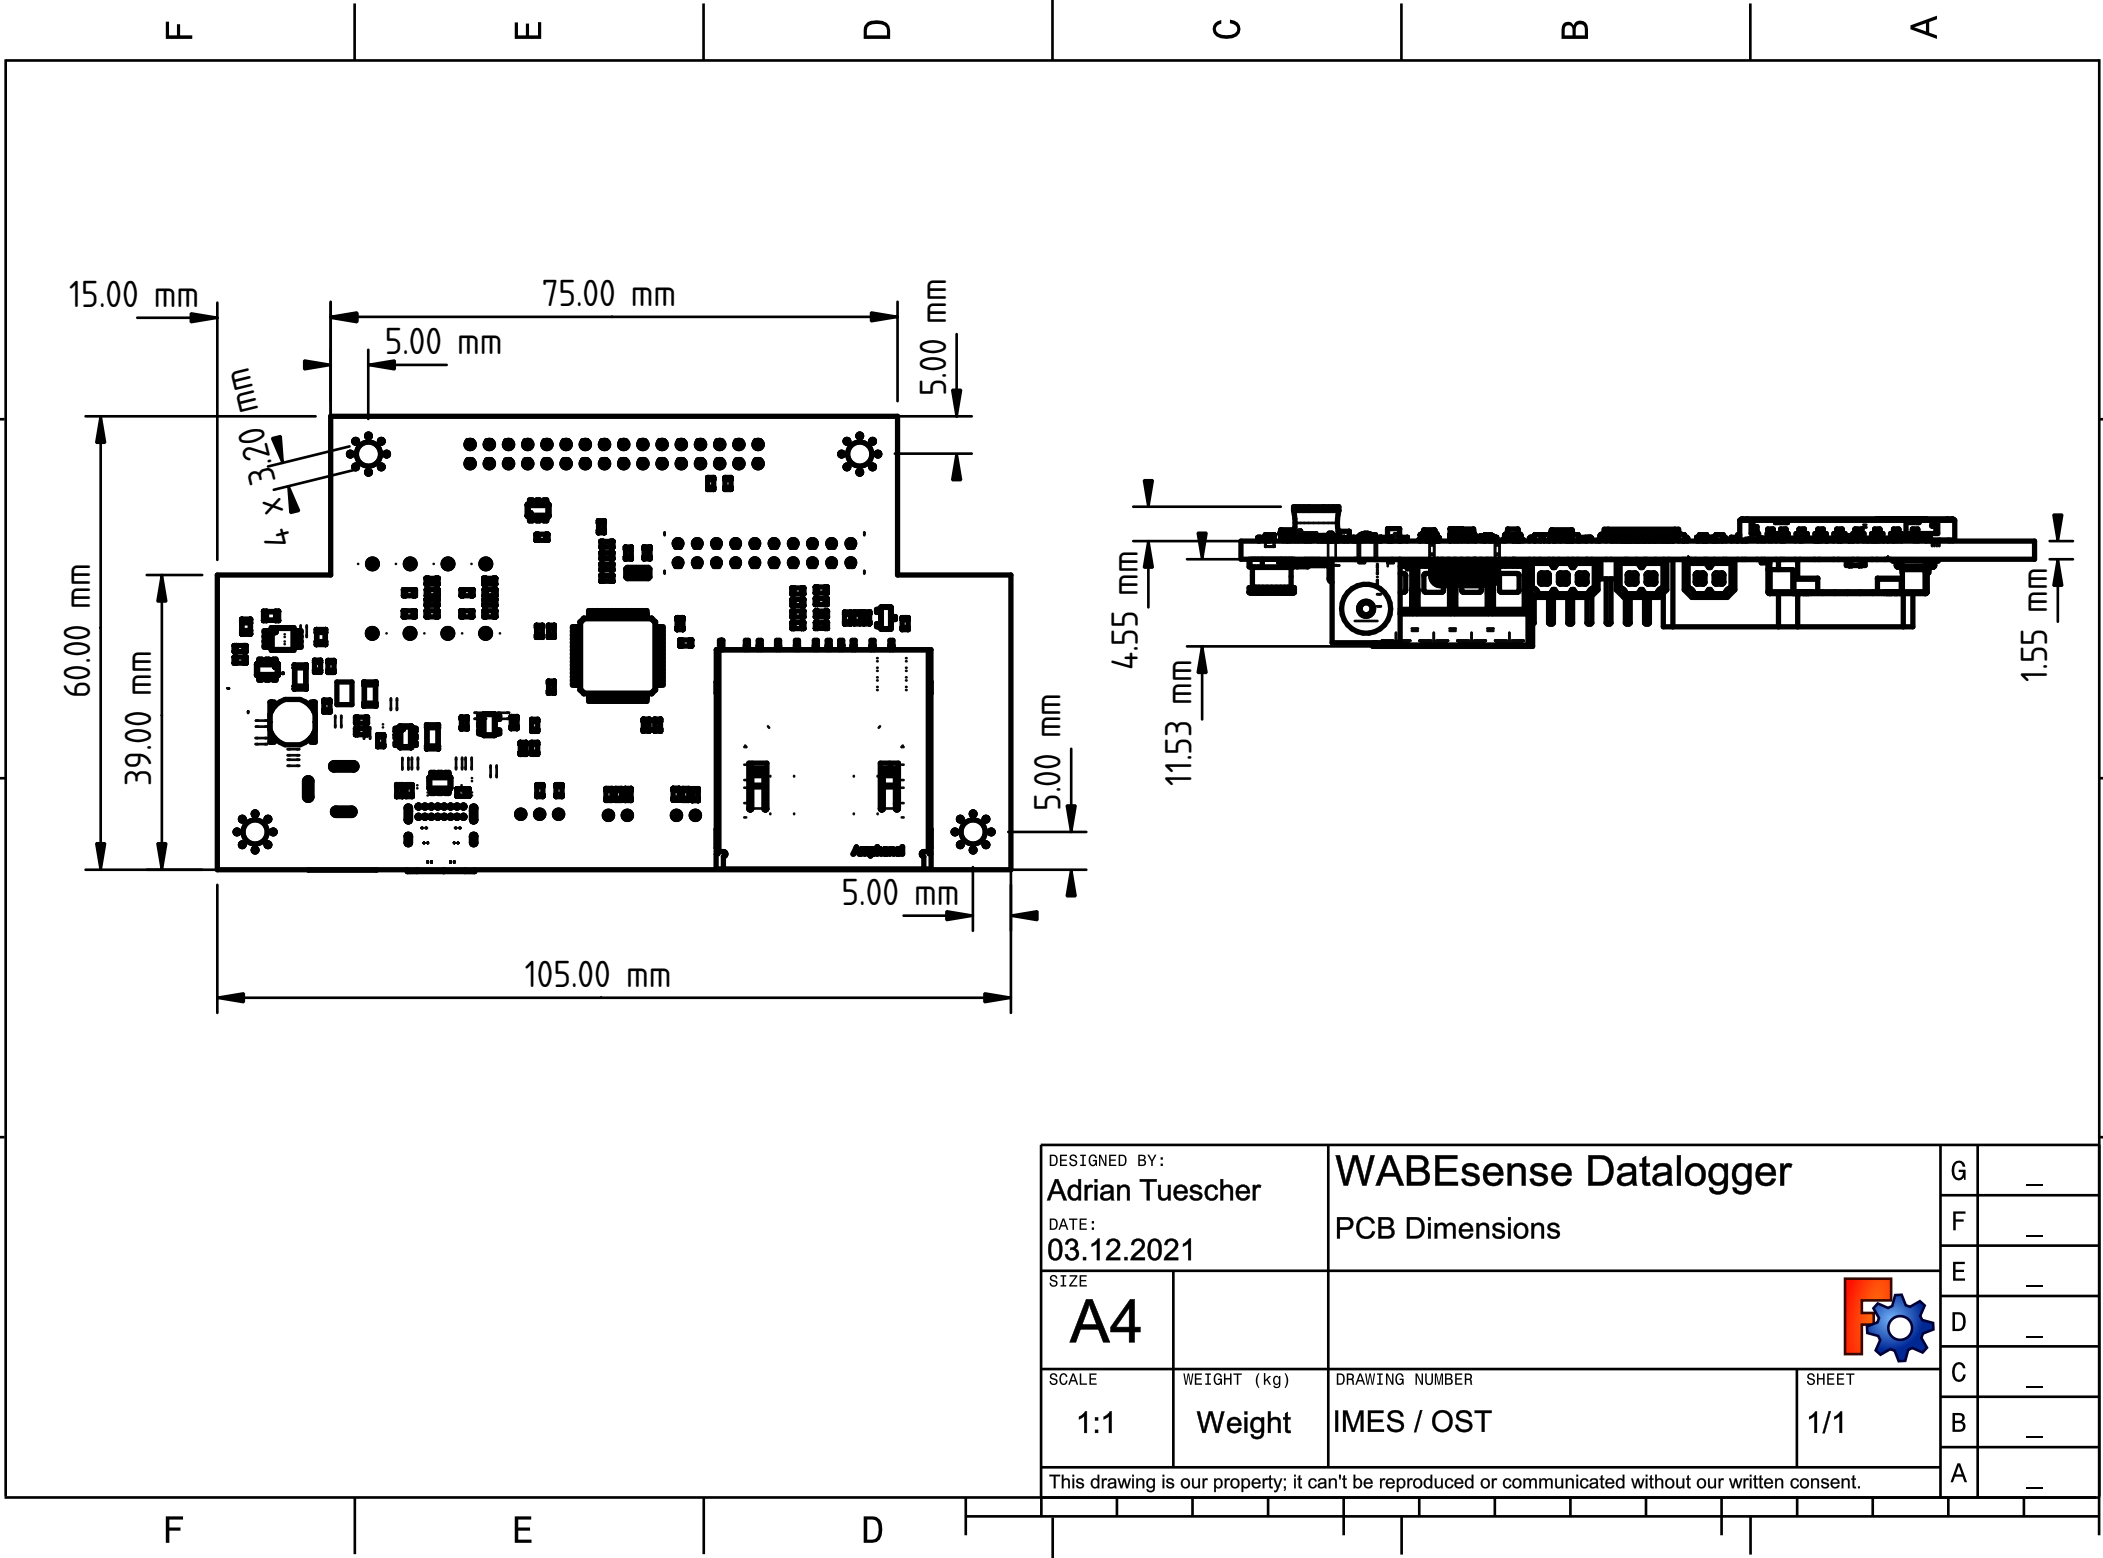 F E D C B A
15.00 mm
75.00 mm
5.00 mm
5.00 mm
4 x 3.20 mm
60.00 mm
39.00 mm
5.00 mm
5.00 mm
105.00 mm
4.55 mm
11.53 mm
1.55 mm
Amphenol
DESIGNED BY:
Adrian Tuescher
DATE:
03.12.2021
WABEsense Datalogger
PCB Dimensions
SIZE
A4
SCALE
1:1
WEIGHT (kg)
Weight
DRAWING NUMBER
IMES / OST
SHEET
1/1
G _
F _
E _
D _
C _
B _
A _
This drawing is our property; it can't be reproduced or communicated without our written consent.
F E D